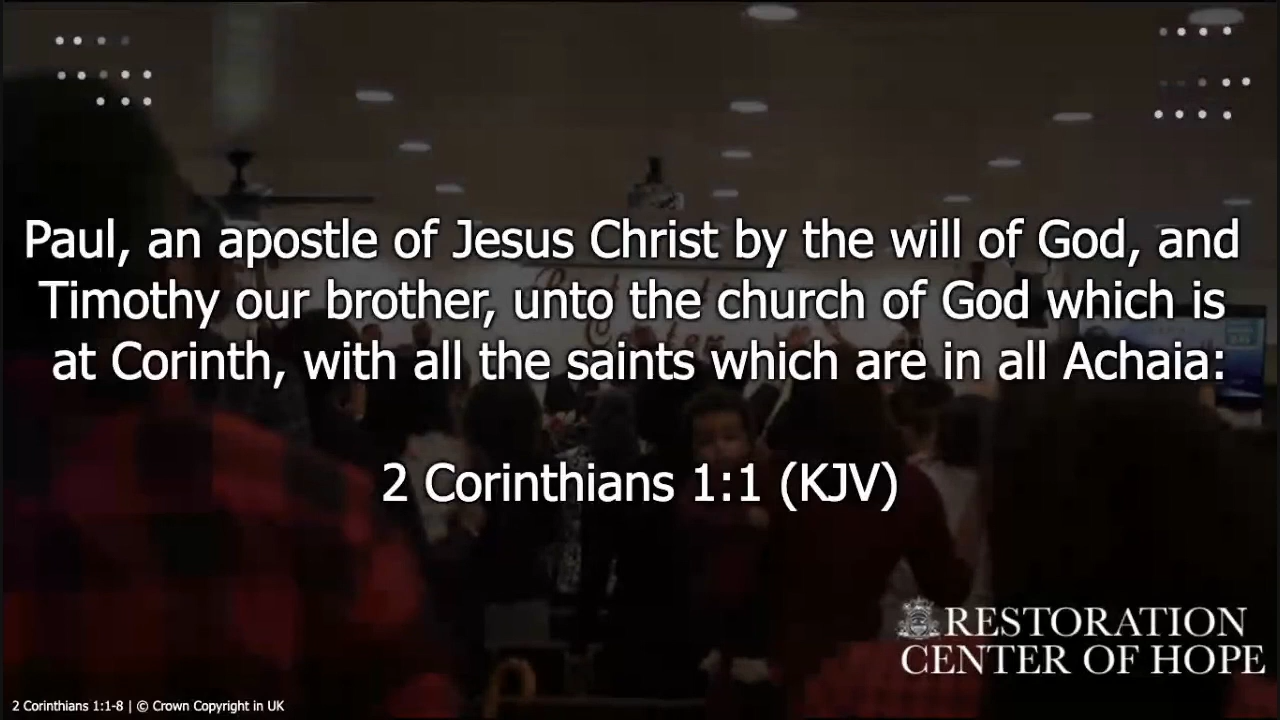 Paul, an apostle of Jesus Christ by the will of God, and
Timothy our brother, unto the church of God which is
at Corinth, with all the saints which are in all Achaia:
2 Corinthians 1:1 (KJV)
RESTORATION
CENTER OF HOPE
2 Corinthians 1:1-8 | © Crown Copyright in UK